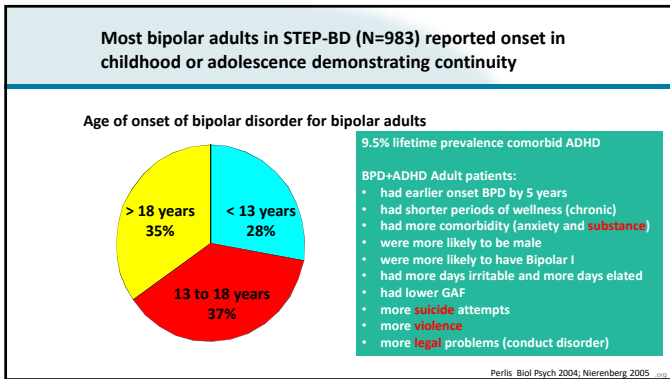 Most bipolar adults in STEP-BD (N=983) reported onset in
childhood or adolescence demonstrating continuity
Age of onset of bipolar disorder for bipolar adults
> 18 years
35%
< 13 years
28%
13 to 18 years
37%
9.5% lifetime prevalence comorbid ADHD
BPD+ADHD Adult patients:
• had earlier onset BPD by 5 years
• had shorter periods of wellness (chronic)
• had more comorbidity (anxiety and substance)
• were more likely to be male
• were more likely to have Bipolar I
• had more days irritable and more days elated
• had lower GAF
• more suicide attempts
• more violence
• more legal problems (conduct disorder)
Perlis Biol Psych 2004; Nierenberg 2005 .org